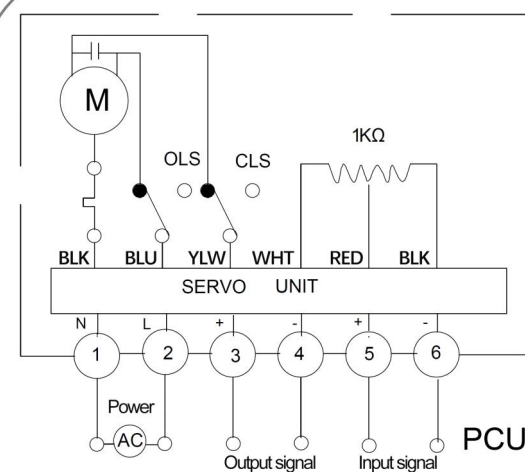 M
1KΩ
OLS CLS
BLK BLU YLW WHT RED BLK
SERVO UNIT
N L + - + -
1 2 3 4 5 6
Power
AC
PCU
Output signal Input signal